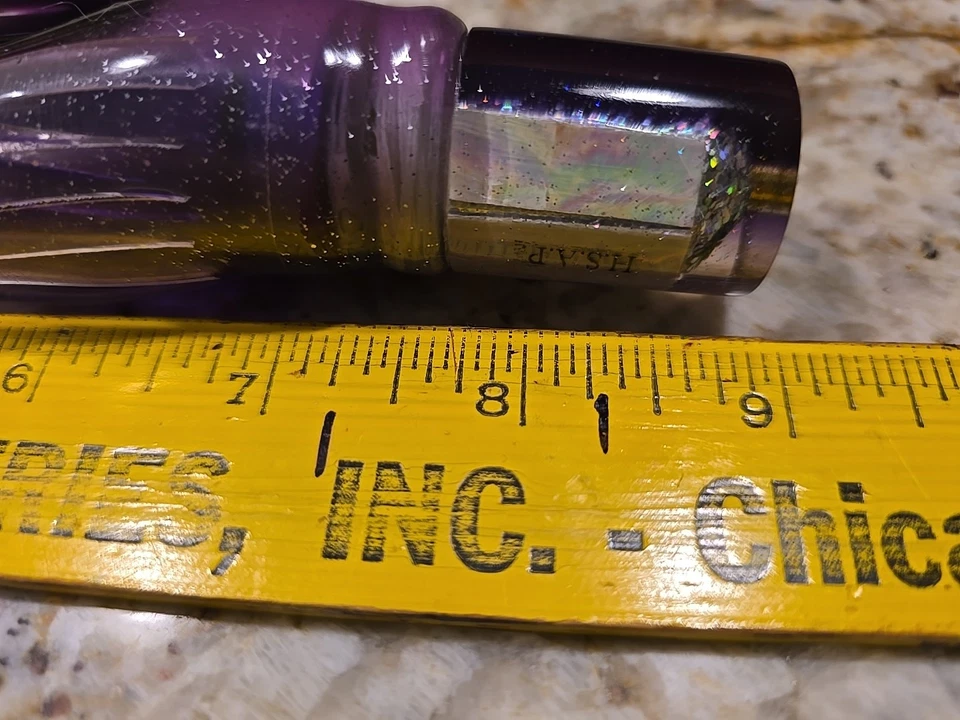 H.S.A.P.
6 7 8 9
RIES, INC. - Chica